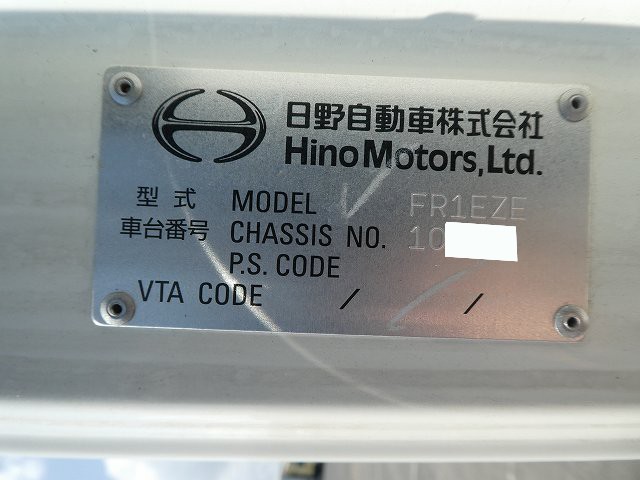 日野自動車株式会社
Hino Motors, Ltd.
型式 MODEL FR1EZE
車台番号 CHASSIS NO. 10
P.S. CODE
VTA CODE / /